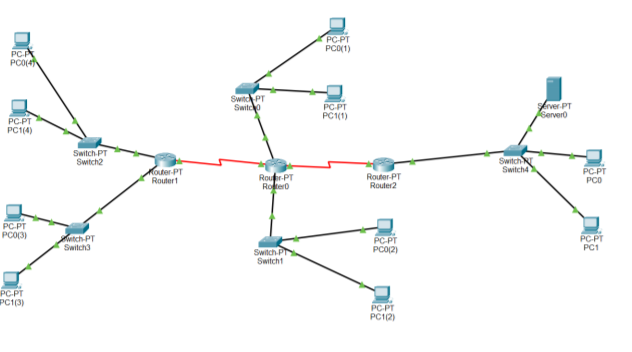 PC-PT
PC0(4)
PC-PT
PC1(4)
Switch-PT
Switch2
Router-PT
Router1
PC-PT
PC0(3)
Switch-PT
Switch3
PC-PT
PC1(3)
PC-PT
PC0(1)
Switch-PT
Switch0
PC-PT
PC1(1)
Router-PT
Router0
Router-PT
Router2
Switch-PT
Switch1
PC-PT
PC0(2)
PC-PT
PC1(2)
Server-PT
Server0
Switch-PT
Switch4
PC-PT
PC0
PC-PT
PC1